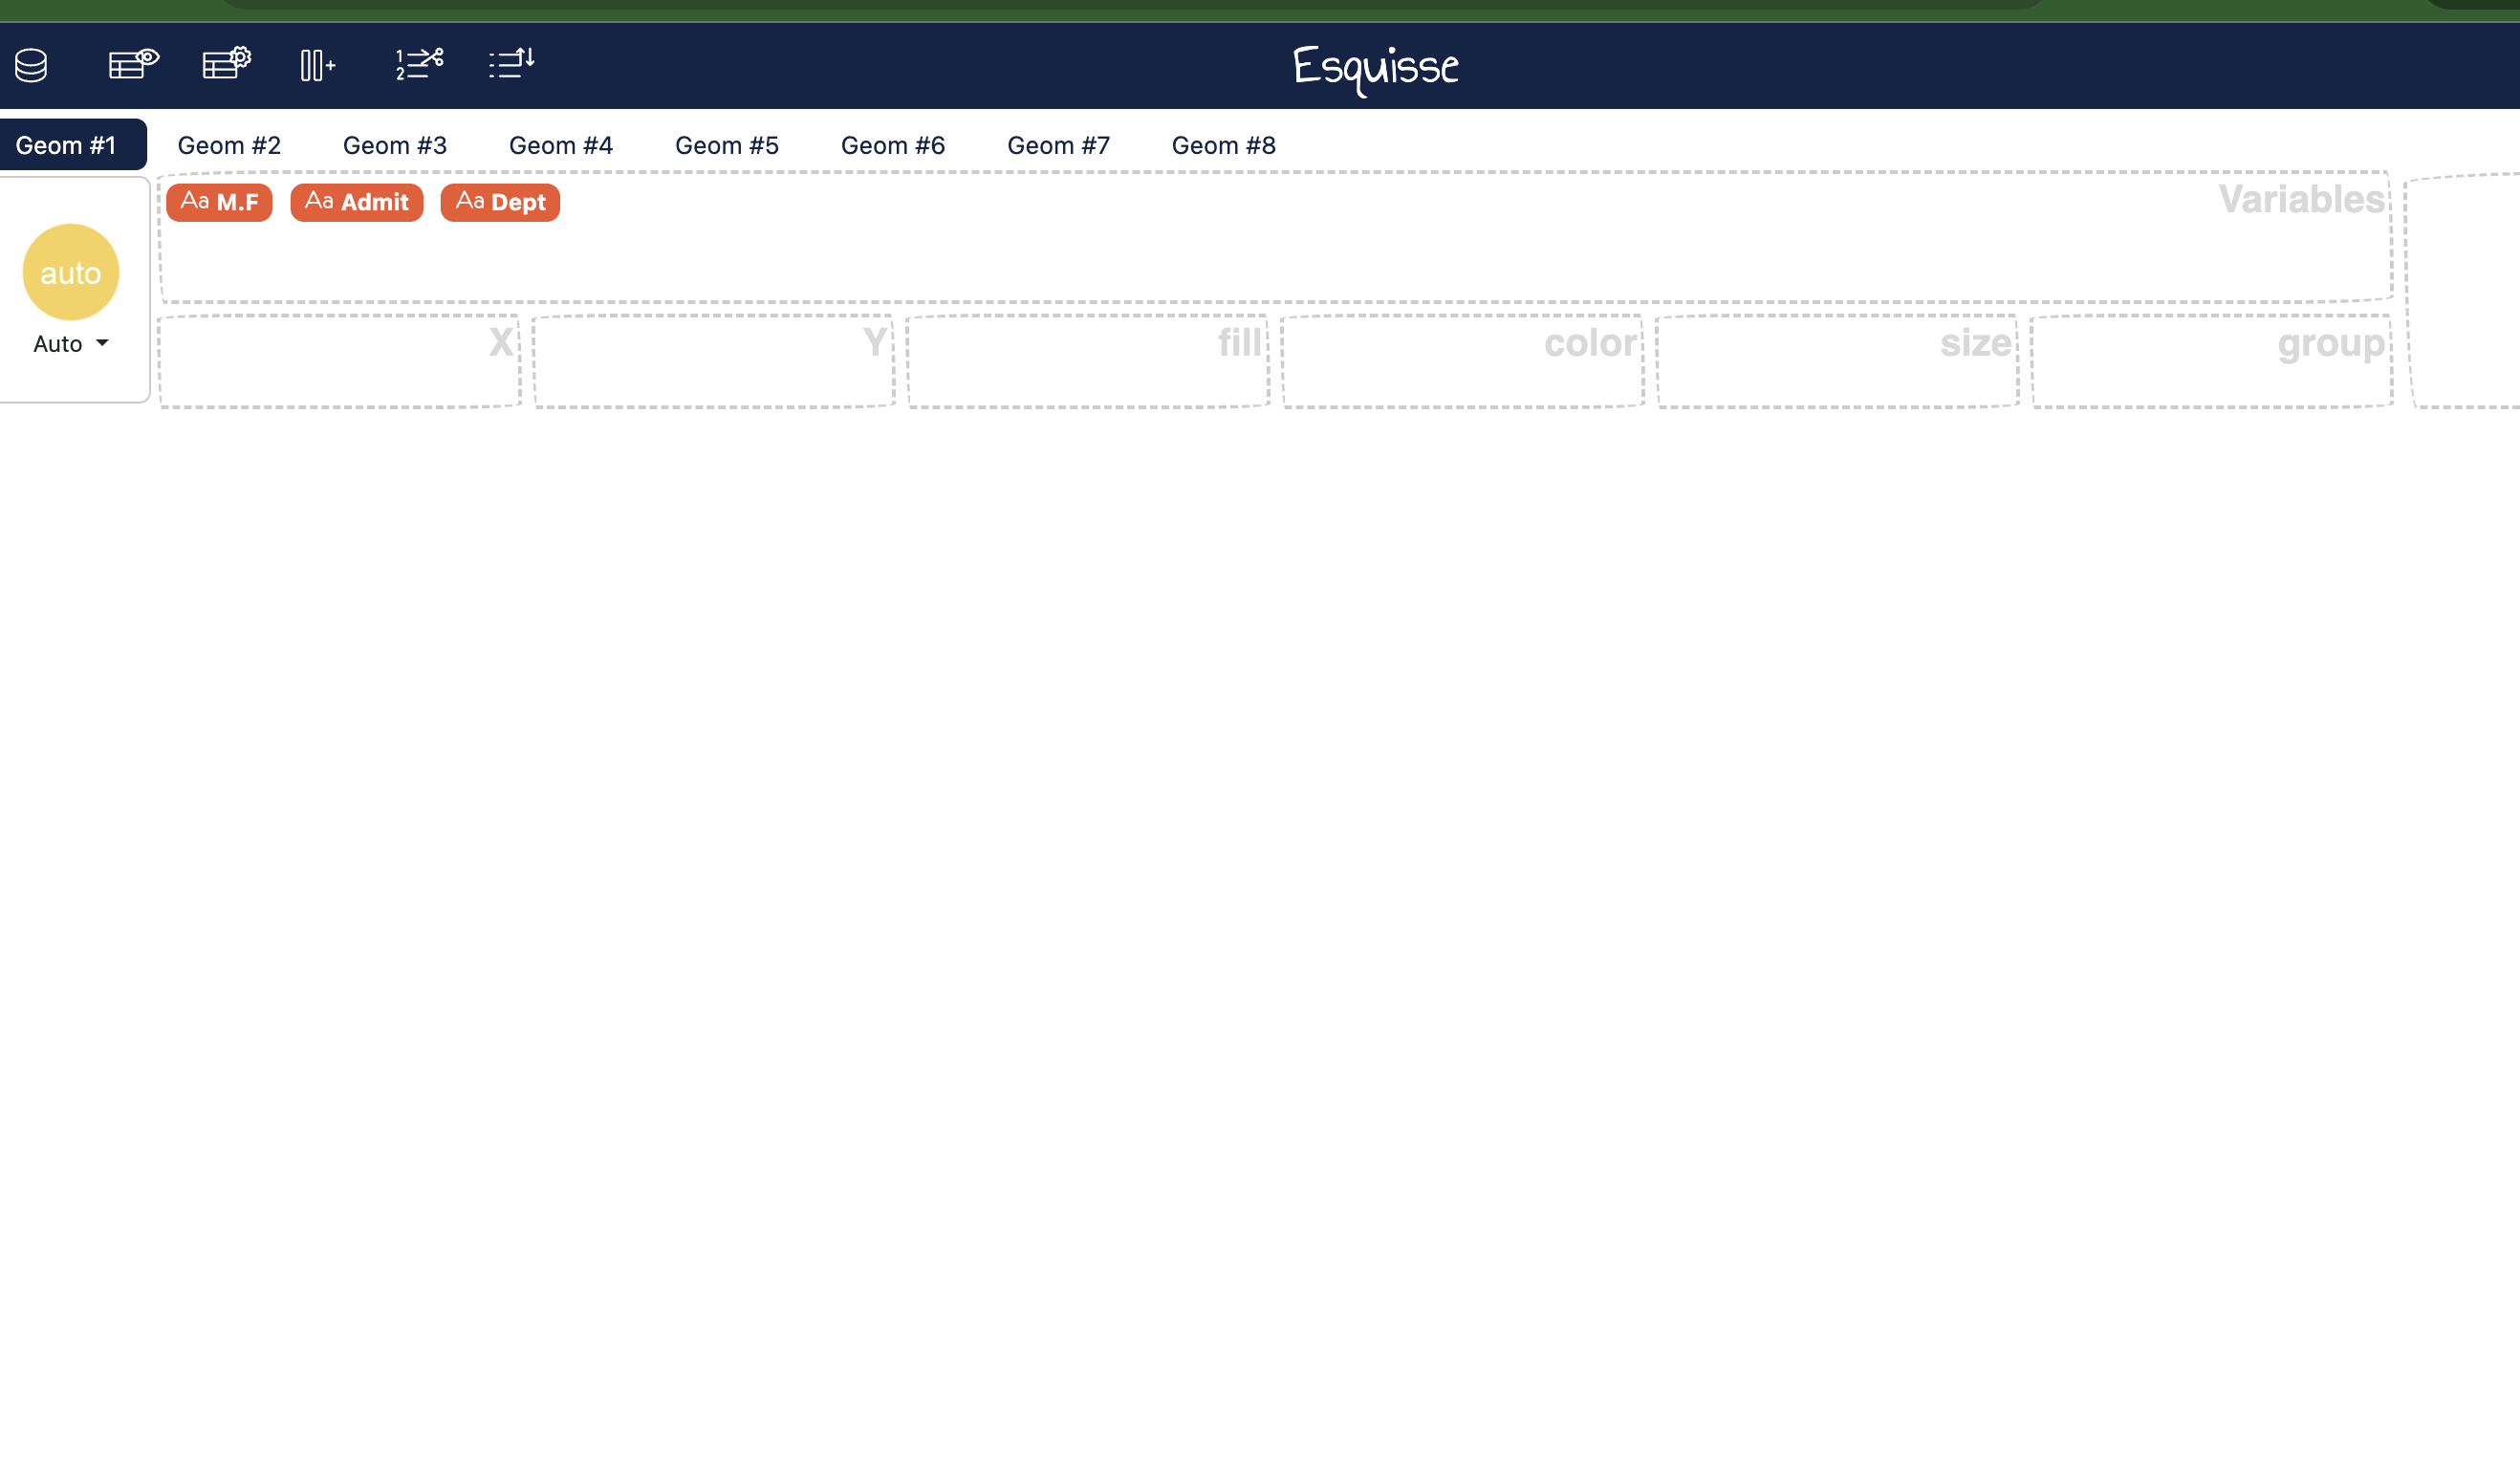 Esquisse
Geom #1 Geom #2 Geom #3 Geom #4 Geom #5 Geom #6 Geom #7 Geom #8
Aa M.F Aa Admit Aa Dept Variables
auto
Auto X Y fill color size group